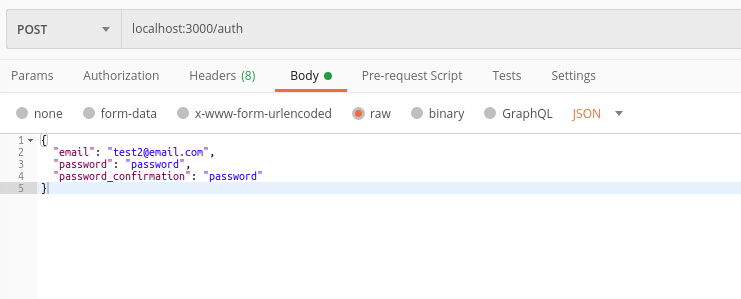 POST localhost:3000/auth
Params Authorization Headers (8) Body Pre-request Script Tests Settings
none form-data x-www-form-urlencoded raw binary GraphQL JSON
1 {
2 "email": "test2@email.com",
3 "password": "password",
4 "password_confirmation": "password"
5 }